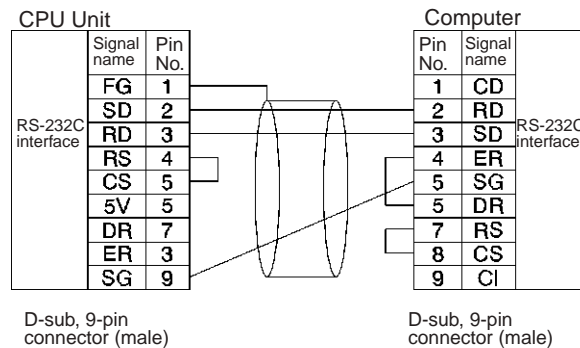 CPU Unit
Computer
RS-232C interface
Signal name Pin No.
FG 1
SD 2
RD 3
RS 4
CS 5
5V 5
DR 7
ER 3
SG 9
Pin No. Signal name
1 CD
2 RD
3 SD
4 ER
5 SG
5 DR
7 RS
8 CS
9 CI
RS-232C interface
D-sub, 9-pin
connector (male)
D-sub, 9-pin
connector (male)